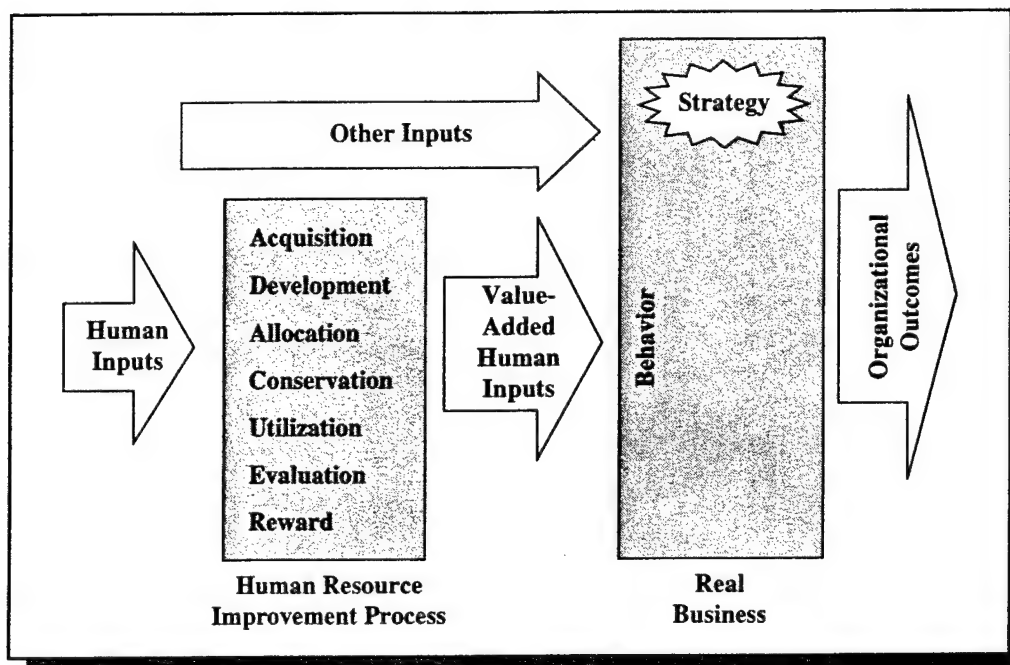 Strategy
Other Inputs
Human
Inputs
Acquisition
Development
Allocation
Conservation
Utilization
Evaluation
Reward
Human Resource
Improvement Process
Value-
Added
Human
Inputs
Behavior
Real
Business
Organizational
Outcomes